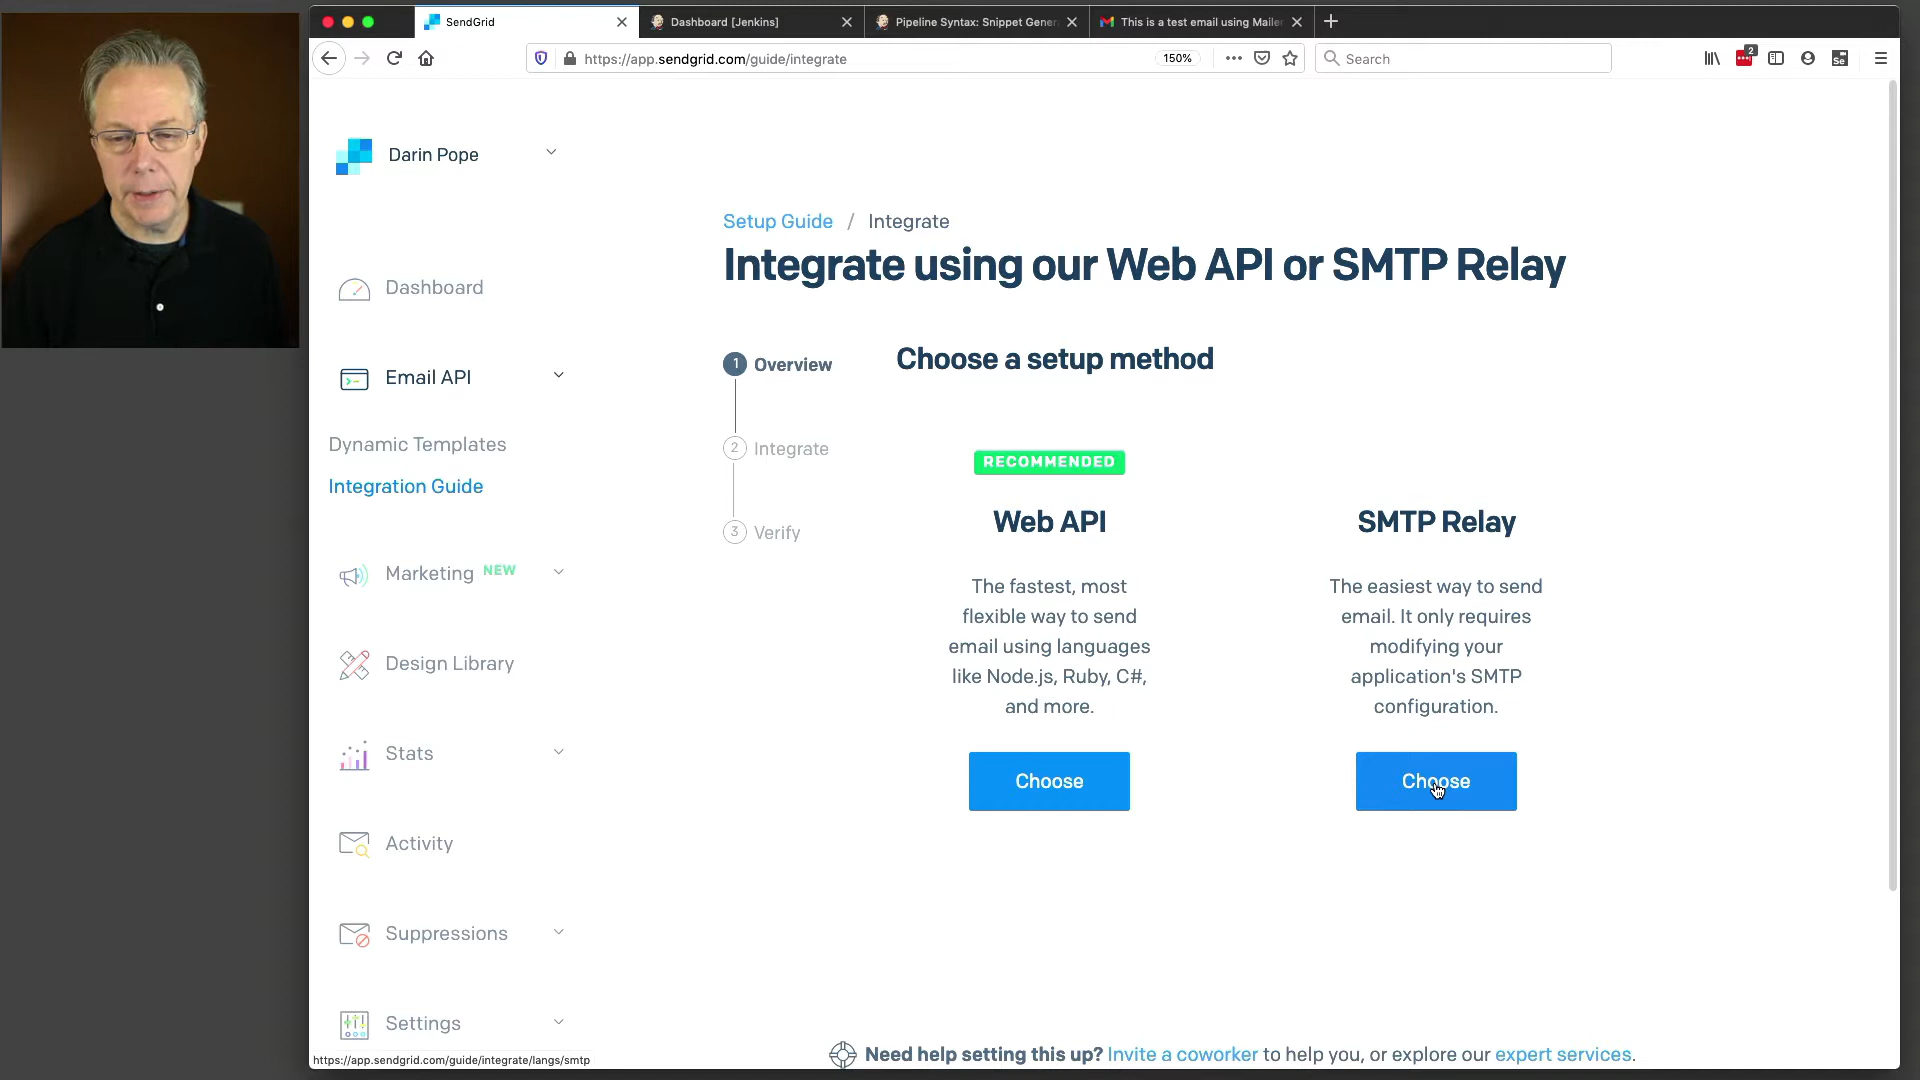 SendGrid
Dashboard [Jenkins]
Pipeline Syntax: Snippet Gener
This is a test email using Mailer
https://app.sendgrid.com/guide/integrate
150%
Search
2
Se
Darin Pope
Dashboard
Email API
Dynamic Templates
Integration Guide
Marketing NEW
Design Library
Stats
Activity
Suppressions
Settings
https://app.sendgrid.com/guide/integrate/langs/smtp
Setup Guide / Integrate
Integrate using our Web API or SMTP Relay
1 Overview
2 Integrate
3 Verify
Choose a setup method
RECOMMENDED
Web API
The fastest, most
flexible way to send
email using languages
like Node.js, Ruby, C#,
and more.
Choose
SMTP Relay
The easiest way to send
email. It only requires
modifying your
application's SMTP
configuration.
Choose
Need help setting this up? Invite a coworker to help you, or explore our expert services.